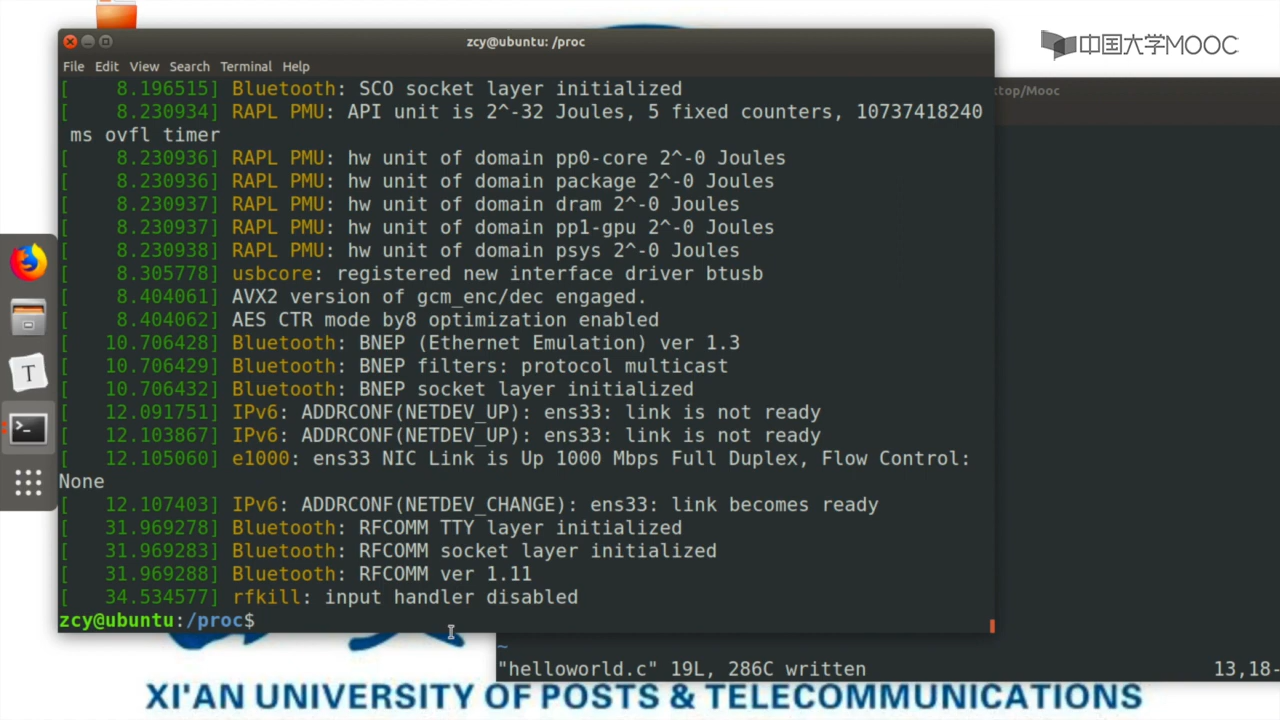 zcy@ubuntu: /proc
中国大学MOOC
File Edit View Search Terminal Help
ktop/Mooc
[    8.196515] Bluetooth: SCO socket layer initialized
[    8.230934] RAPL PMU: API unit is 2^-32 Joules, 5 fixed counters, 10737418240
 ms ovfl timer
[    8.230936] RAPL PMU: hw unit of domain pp0-core 2^-0 Joules
[    8.230936] RAPL PMU: hw unit of domain package 2^-0 Joules
[    8.230937] RAPL PMU: hw unit of domain dram 2^-0 Joules
[    8.230937] RAPL PMU: hw unit of domain pp1-gpu 2^-0 Joules
[    8.230938] RAPL PMU: hw unit of domain psys 2^-0 Joules
[    8.305778] usbcore: registered new interface driver btusb
[    8.404061] AVX2 version of gcm_enc/dec engaged.
[    8.404062] AES CTR mode by8 optimization enabled
[   10.706428] Bluetooth: BNEP (Ethernet Emulation) ver 1.3
[   10.706429] Bluetooth: BNEP filters: protocol multicast
[   10.706432] Bluetooth: BNEP socket layer initialized
[   12.091751] IPv6: ADDRCONF(NETDEV_UP): ens33: link is not ready
[   12.103867] IPv6: ADDRCONF(NETDEV_UP): ens33: link is not ready
[   12.105060] e1000: ens33 NIC Link is Up 1000 Mbps Full Duplex, Flow Control:
None
[   12.107403] IPv6: ADDRCONF(NETDEV_CHANGE): ens33: link becomes ready
[   31.969278] Bluetooth: RFCOMM TTY layer initialized
[   31.969283] Bluetooth: RFCOMM socket layer initialized
[   31.969288] Bluetooth: RFCOMM ver 1.11
[   34.534577] rfkill: input handler disabled
zcy@ubuntu:/proc$
~
"helloworld.c" 19L, 286C written 13,18-
XI'AN UNIVERSITY OF POSTS & TELECOMMUNICATIONS